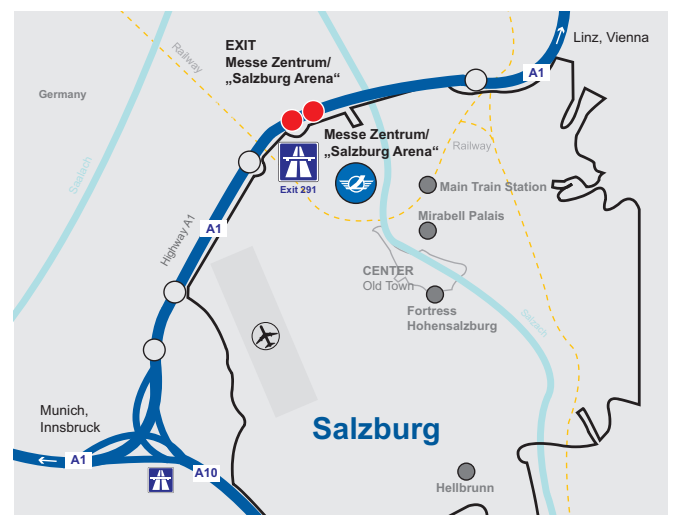 Linz, Vienna
EXIT
Messe Zentrum/
„Salzburg Arena“
Railway
A1
Germany
Messe Zentrum/
„Salzburg Arena“
Railway
Exit 291
Saalach
Main Train Station
Mirabell Palais
Highway A1
A1
CENTER
Old Town
Fortress
Hohensalzburg
Salzach
Munich,
Innsbruck
Salzburg
A1
A10
Hellbrunn